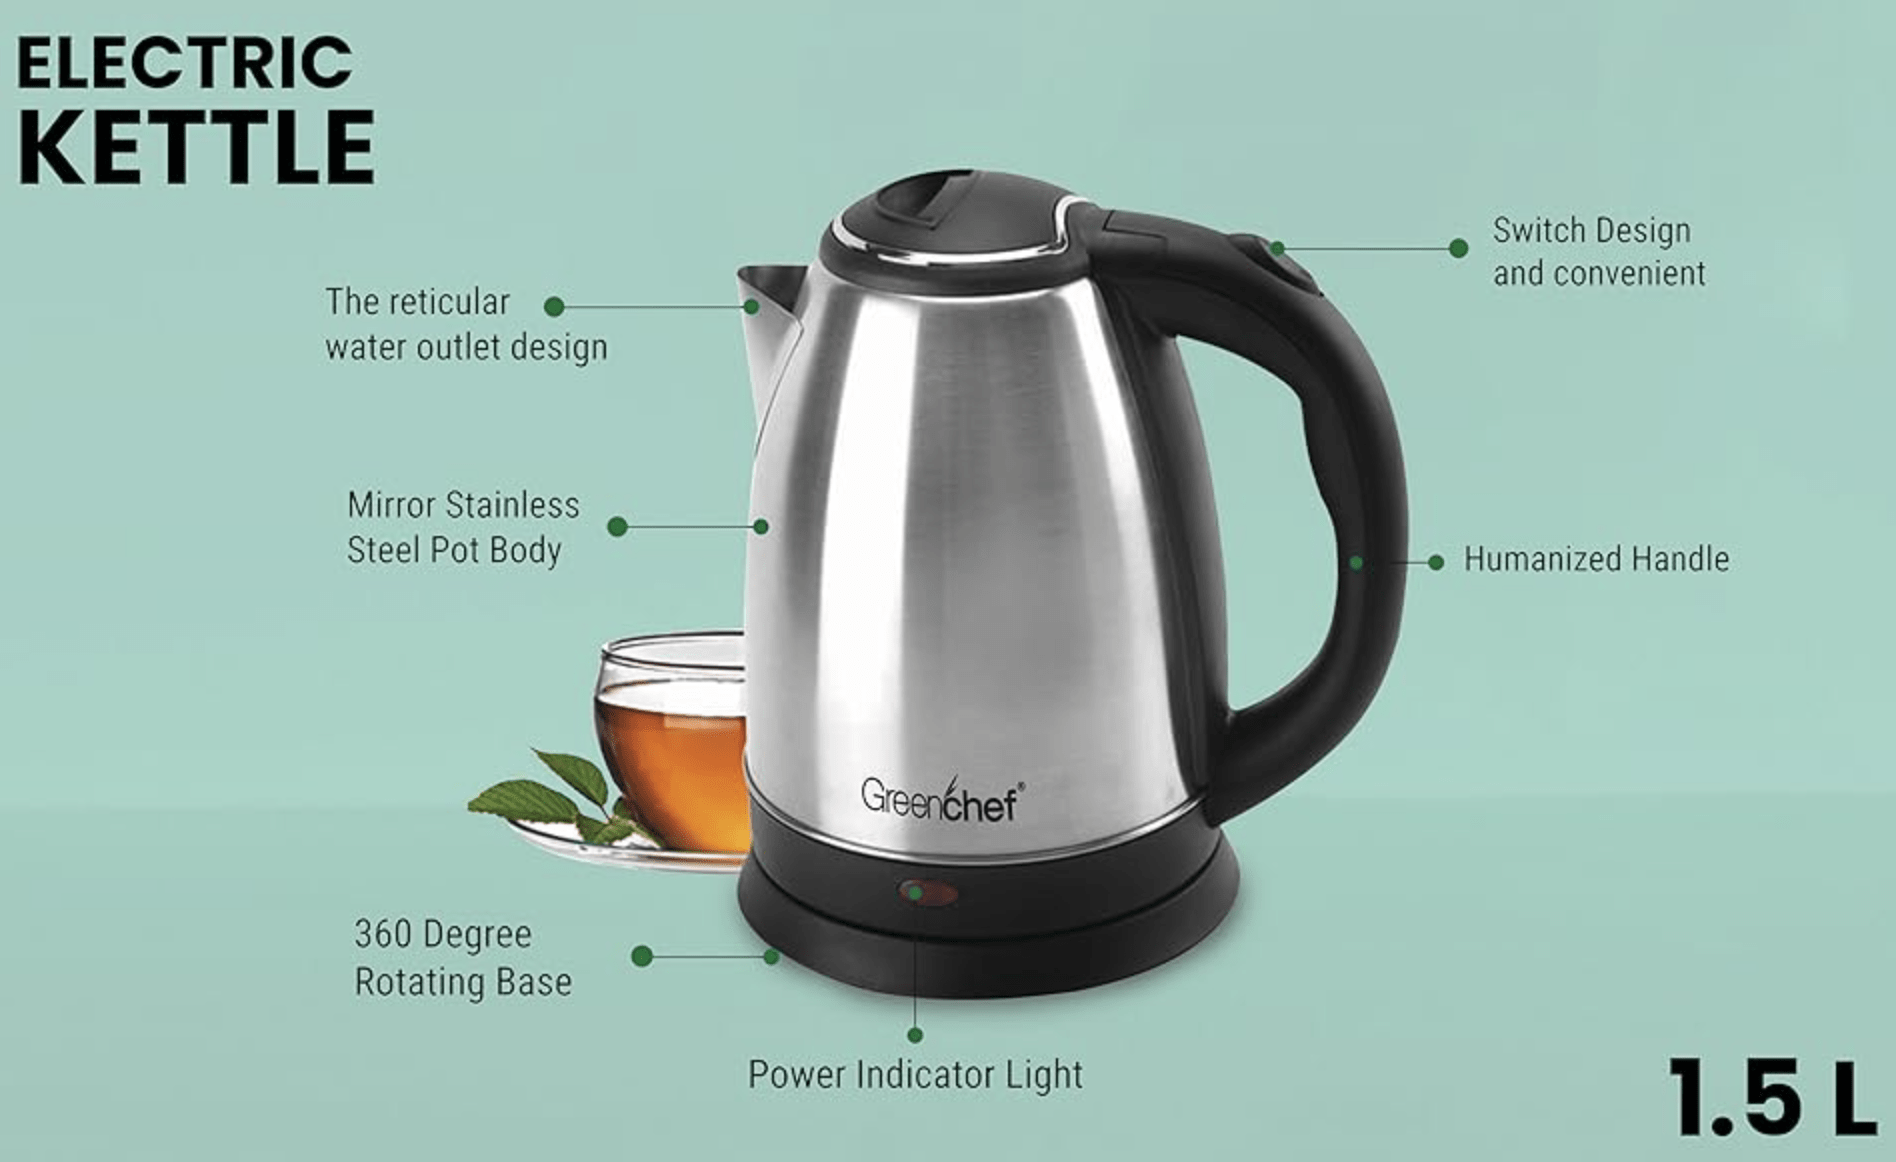 ELECTRIC
KETTLE
Switch Design
and convenient
The reticular
water outlet design
Mirror Stainless
Steel Pot Body
Humanized Handle
Greenchef®
360 Degree
Rotating Base
Power Indicator Light
1.5 L